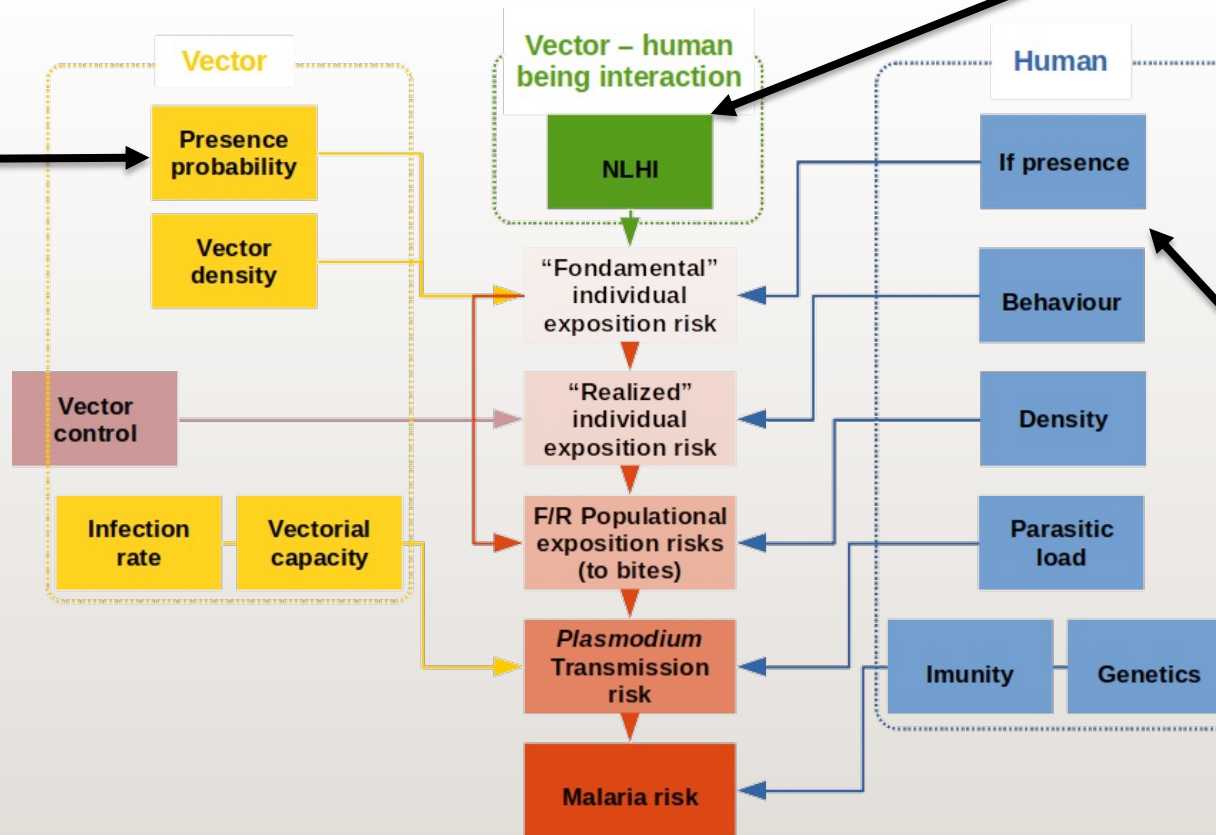 Vector
Presence
probability
Vector
density
Vector
control
Infection
rate
Vectorial
capacity
Vector – human
being interaction
NLHI
“Fondamental”
individual
exposition risk
“Realized”
individual
exposition risk
F/R Populational
exposition risks
(to bites)
Plasmodium
Transmission
risk
Malaria risk
Human
If presence
Behaviour
Density
Parasitic
load
Imunity
Genetics